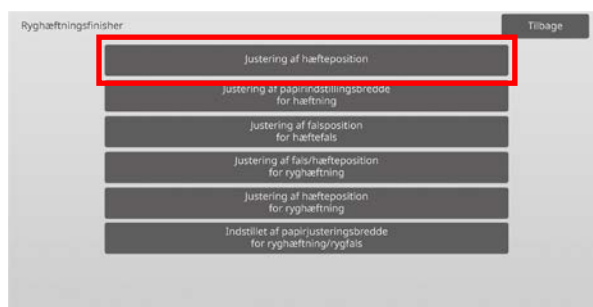 Ryghæftningsfinisher
Tilbage
Justering af hæfteposition
Justering af papirindstillingsbredde
for hæftning
Justering af falsposition
for hæftefals
Justering af fals/hæfteposition
for ryghæftning
Justering af hæfteposition
for ryghæftning
Indstillet af papirjusteringsbredde
for ryghæftning/rygfals